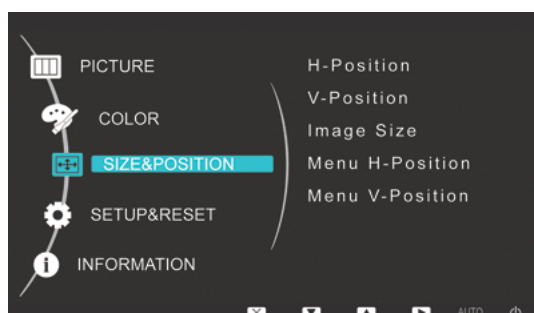 PICTURE
COLOR
SIZE&POSITION
SETUP&RESET
INFORMATION
H-Position
V-Position
Image Size
Menu H-Position
Menu V-Position
AUTO